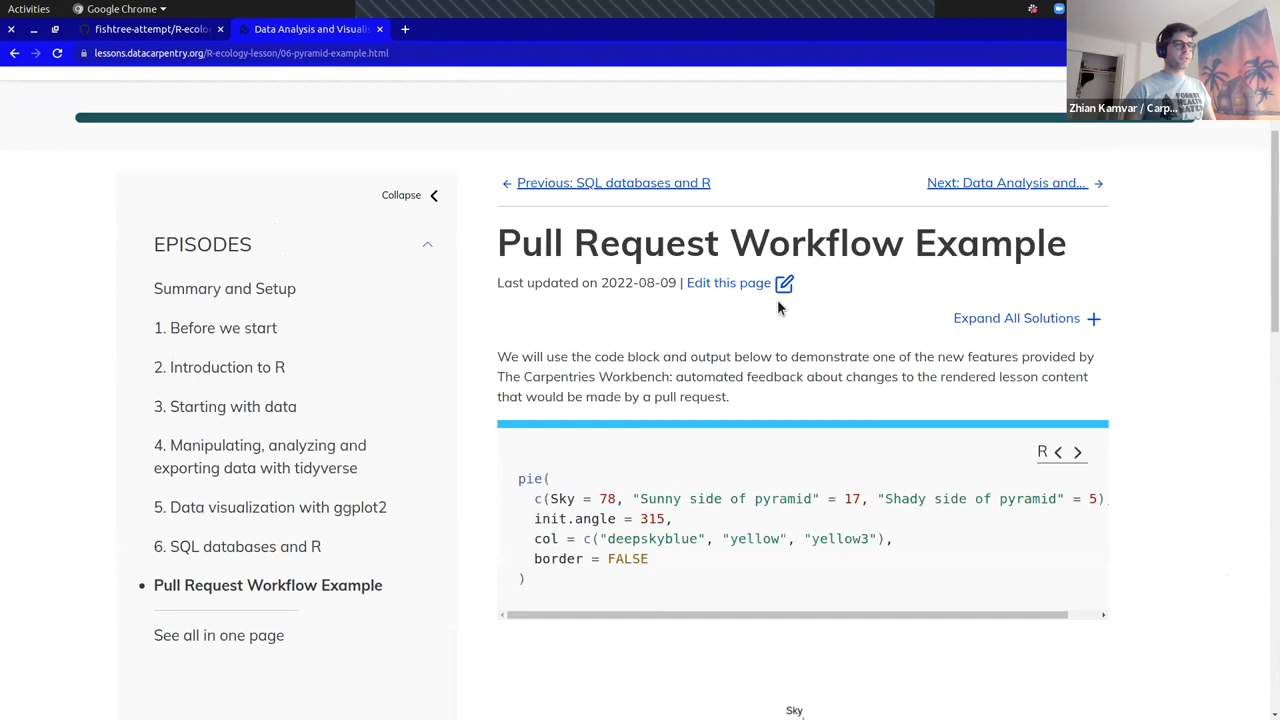 Activities
Google Chrome
fishtree-attempt/R-ecolo
Data Analysis and Visuali
lessons.datacarpentry.org/R-ecology-lesson/06-pyramid-example.html
Zhian Kamvar / Carp...
Collapse
EPISODES
Summary and Setup
1. Before we start
2. Introduction to R
3. Starting with data
4. Manipulating, analyzing and
exporting data with tidyverse
5. Data visualization with ggplot2
6. SQL databases and R
Pull Request Workflow Example
See all in one page
Previous: SQL databases and R
Next: Data Analysis and...
Pull Request Workflow Example
Last updated on 2022-08-09 | Edit this page
Expand All Solutions
We will use the code block and output below to demonstrate one of the new features provided by
The Carpentries Workbench: automated feedback about changes to the rendered lesson content
that would be made by a pull request.
R
pie(
c(Sky = 78, "Sunny side of pyramid" = 17, "Shady side of pyramid" = 5)
init.angle = 315,
col = c("deepskyblue", "yellow", "yellow3"),
border = FALSE
)
Sky